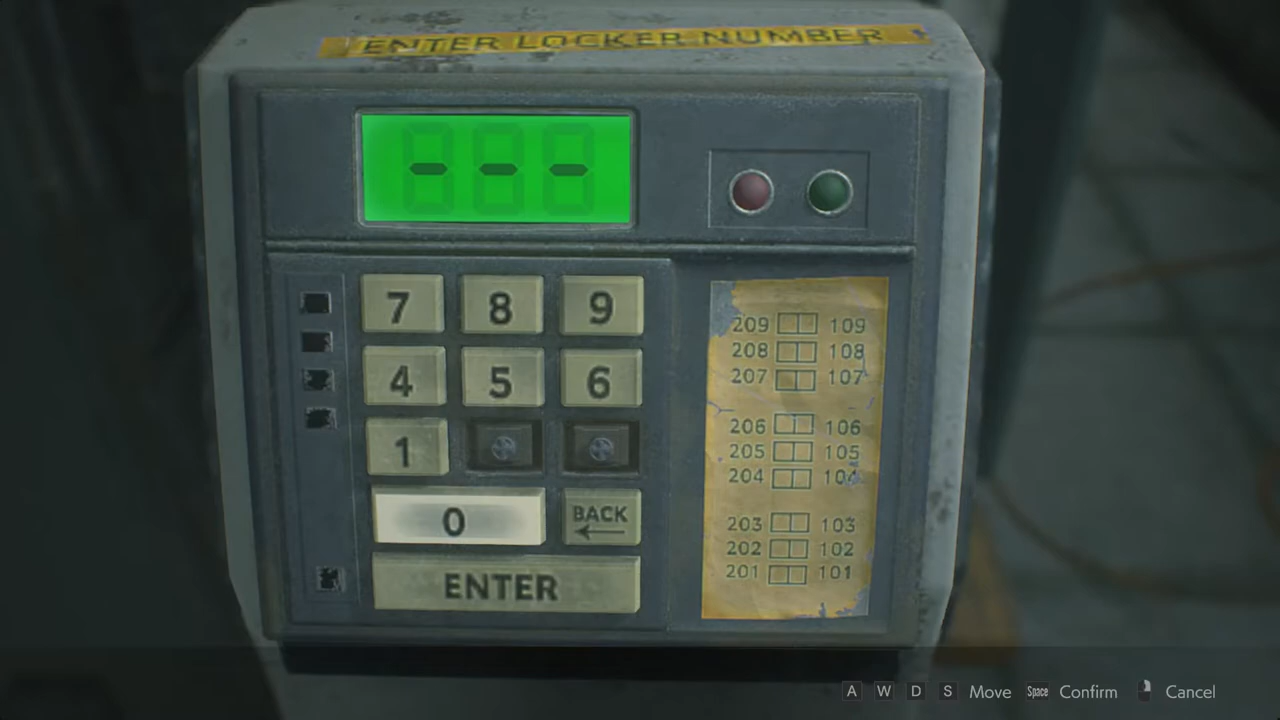 ENTER LOCKER NUMBER
7 8 9
4 5 6
1
0 BACK
ENTER
209 109
208 108
207 107
206 106
205 105
204 104
203 103
202 102
201 101
A W D S Move Space Confirm Cancel